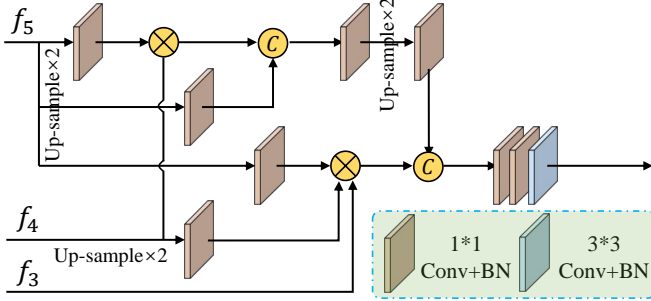 f5
Up-sample×2
C
Up-sample×2
C
f4
Up-sample×2
f3
1*1
Conv+BN
3*3
Conv+BN